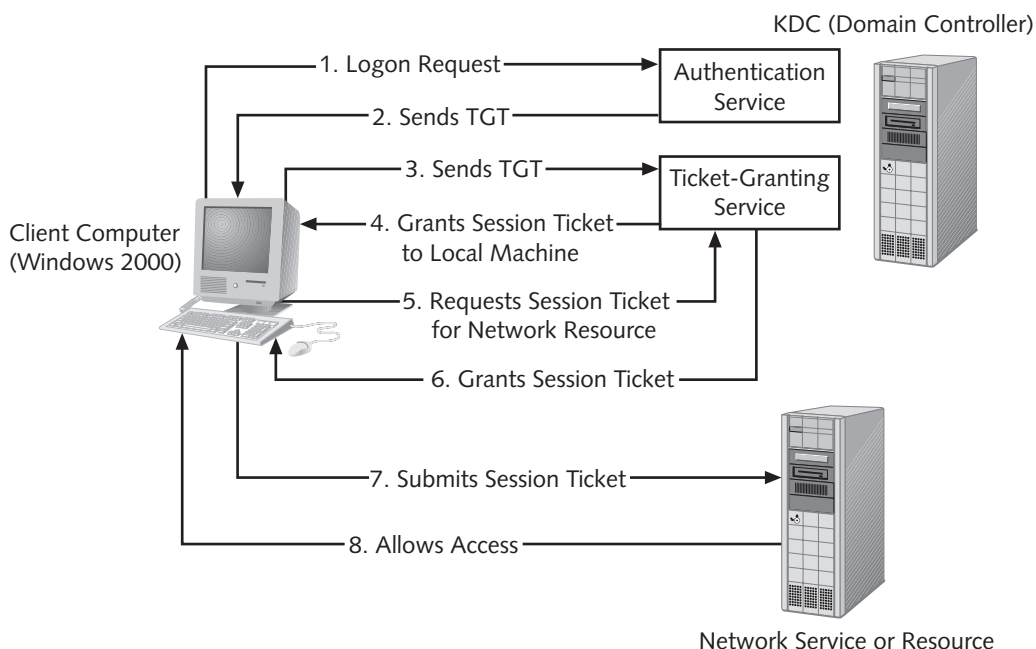 KDC (Domain Controller)
1. Logon Request
Authentication
Service
2. Sends TGT
3. Sends TGT
Ticket-Granting
Service
4. Grants Session Ticket
to Local Machine
Client Computer
(Windows 2000)
5. Requests Session Ticket
for Network Resource
6. Grants Session Ticket
7. Submits Session Ticket
8. Allows Access
Network Service or Resource